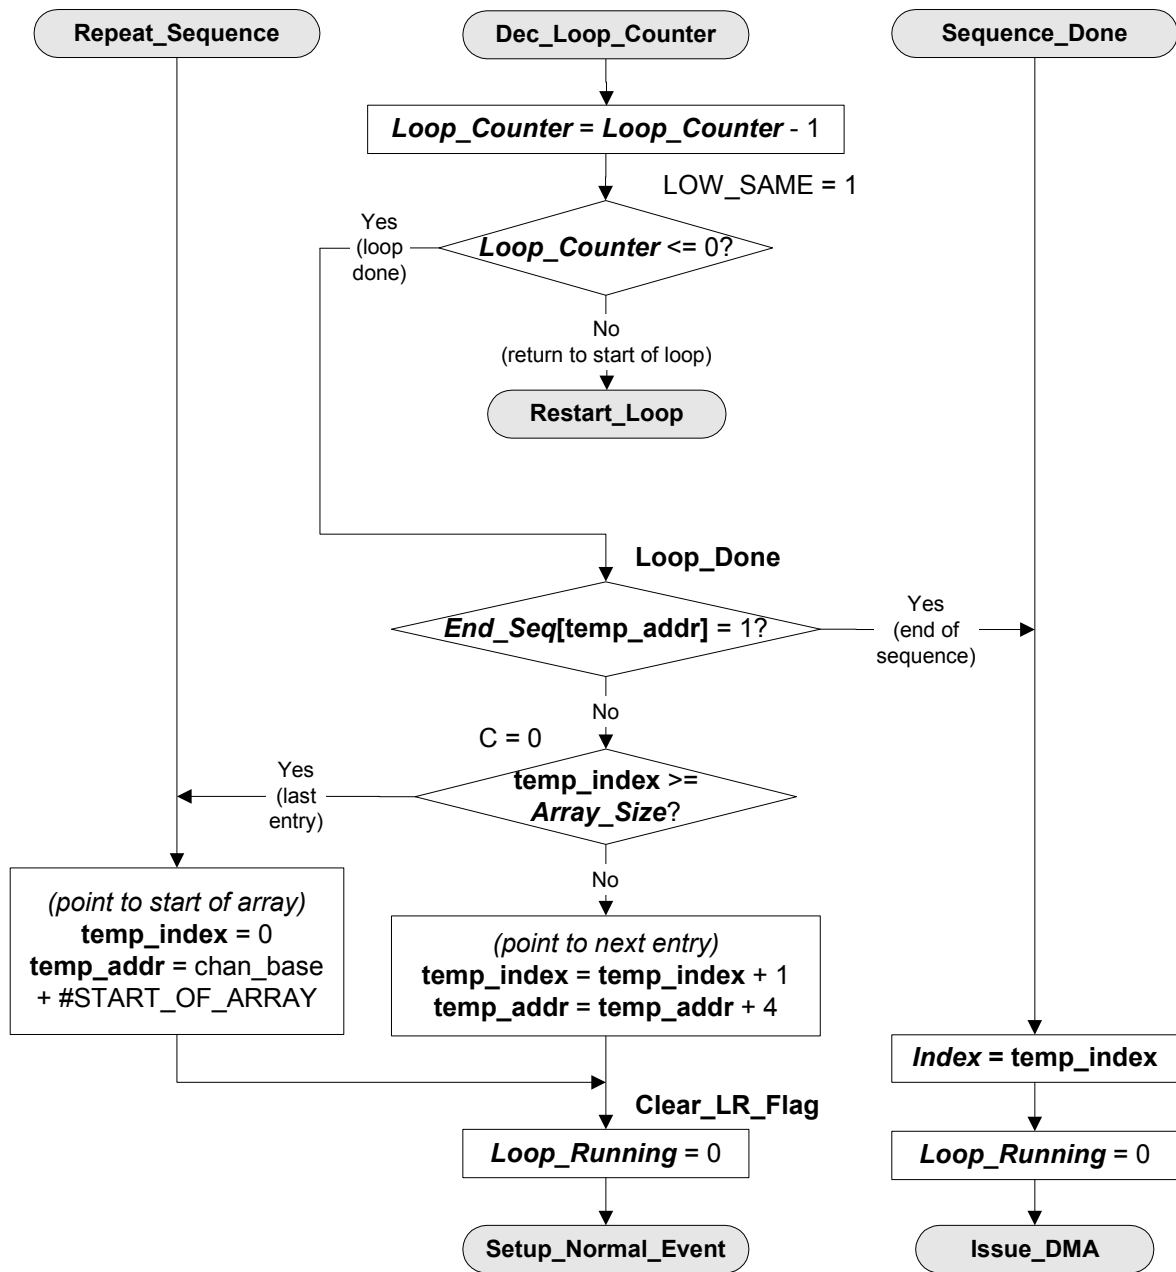 Repeat_Sequence
Dec_Loop_Counter
Sequence_Done
Loop_Counter = Loop_Counter - 1
LOW_SAME = 1
Yes
(loop
done)
Loop_Counter <= 0?
No
(return to start of loop)
Restart_Loop
Loop_Done
End_Seq[temp_addr] = 1?
Yes
(end of
sequence)
No
C = 0
Yes
(last
entry)
temp_index >=
Array_Size?
No
(point to start of array)
temp_index = 0
temp_addr = chan_base
+ #START_OF_ARRAY
(point to next entry)
temp_index = temp_index + 1
temp_addr = temp_addr + 4
Index = temp_index
Clear_LR_Flag
Loop_Running = 0
Loop_Running = 0
Setup_Normal_Event
Issue_DMA